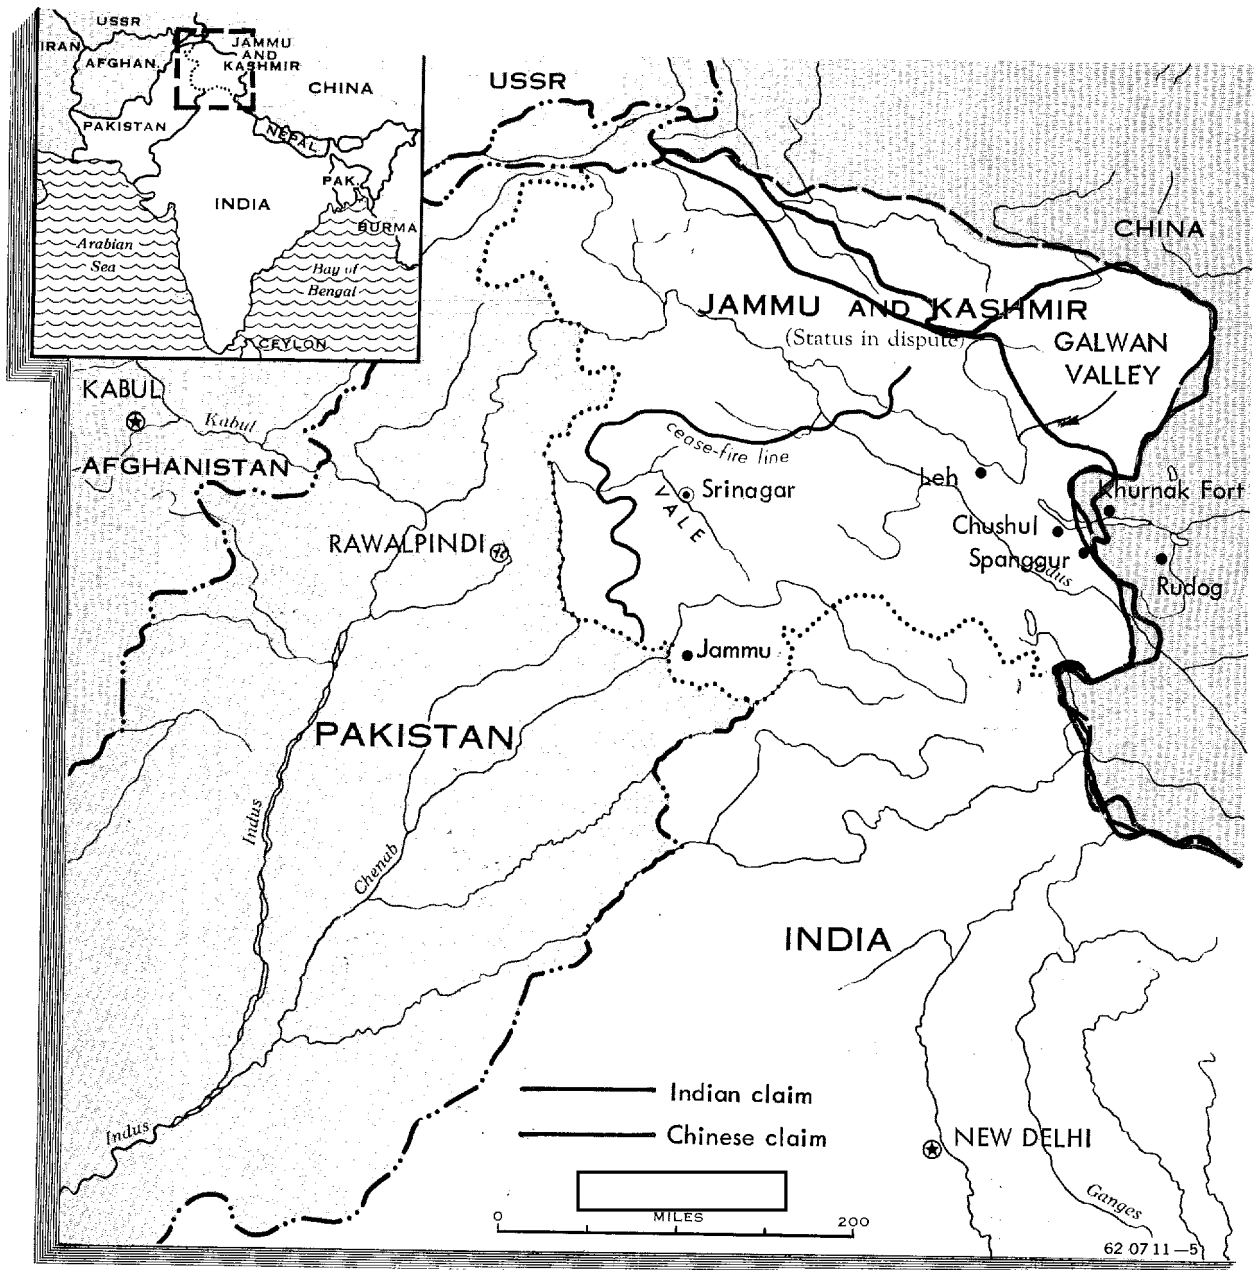 USSR
IRAN
AFGHAN.
JAMMU
AND
KASHMIR
CHINA
PAKISTAN
NEPAL
PAK.
INDIA
BURMA
Arabian
Sea
Bay of
Bengal
CEYLON
USSR
CHINA
JAMMU AND KASHMIR
(Status in dispute)
GALWAN
VALLEY
KABUL
Kabul
AFGHANISTAN
cease-fire line
Leh
Khurnak Fort
Srinagar
VALE
Chushul
RAWALPINDI
Spanggur
Indus
Rudog
Jammu
PAKISTAN
Indus
Chenab
INDIA
Indian claim
Chinese claim
NEW DELHI
Indus
Ganges
MILES
0 200
62 07 11—5